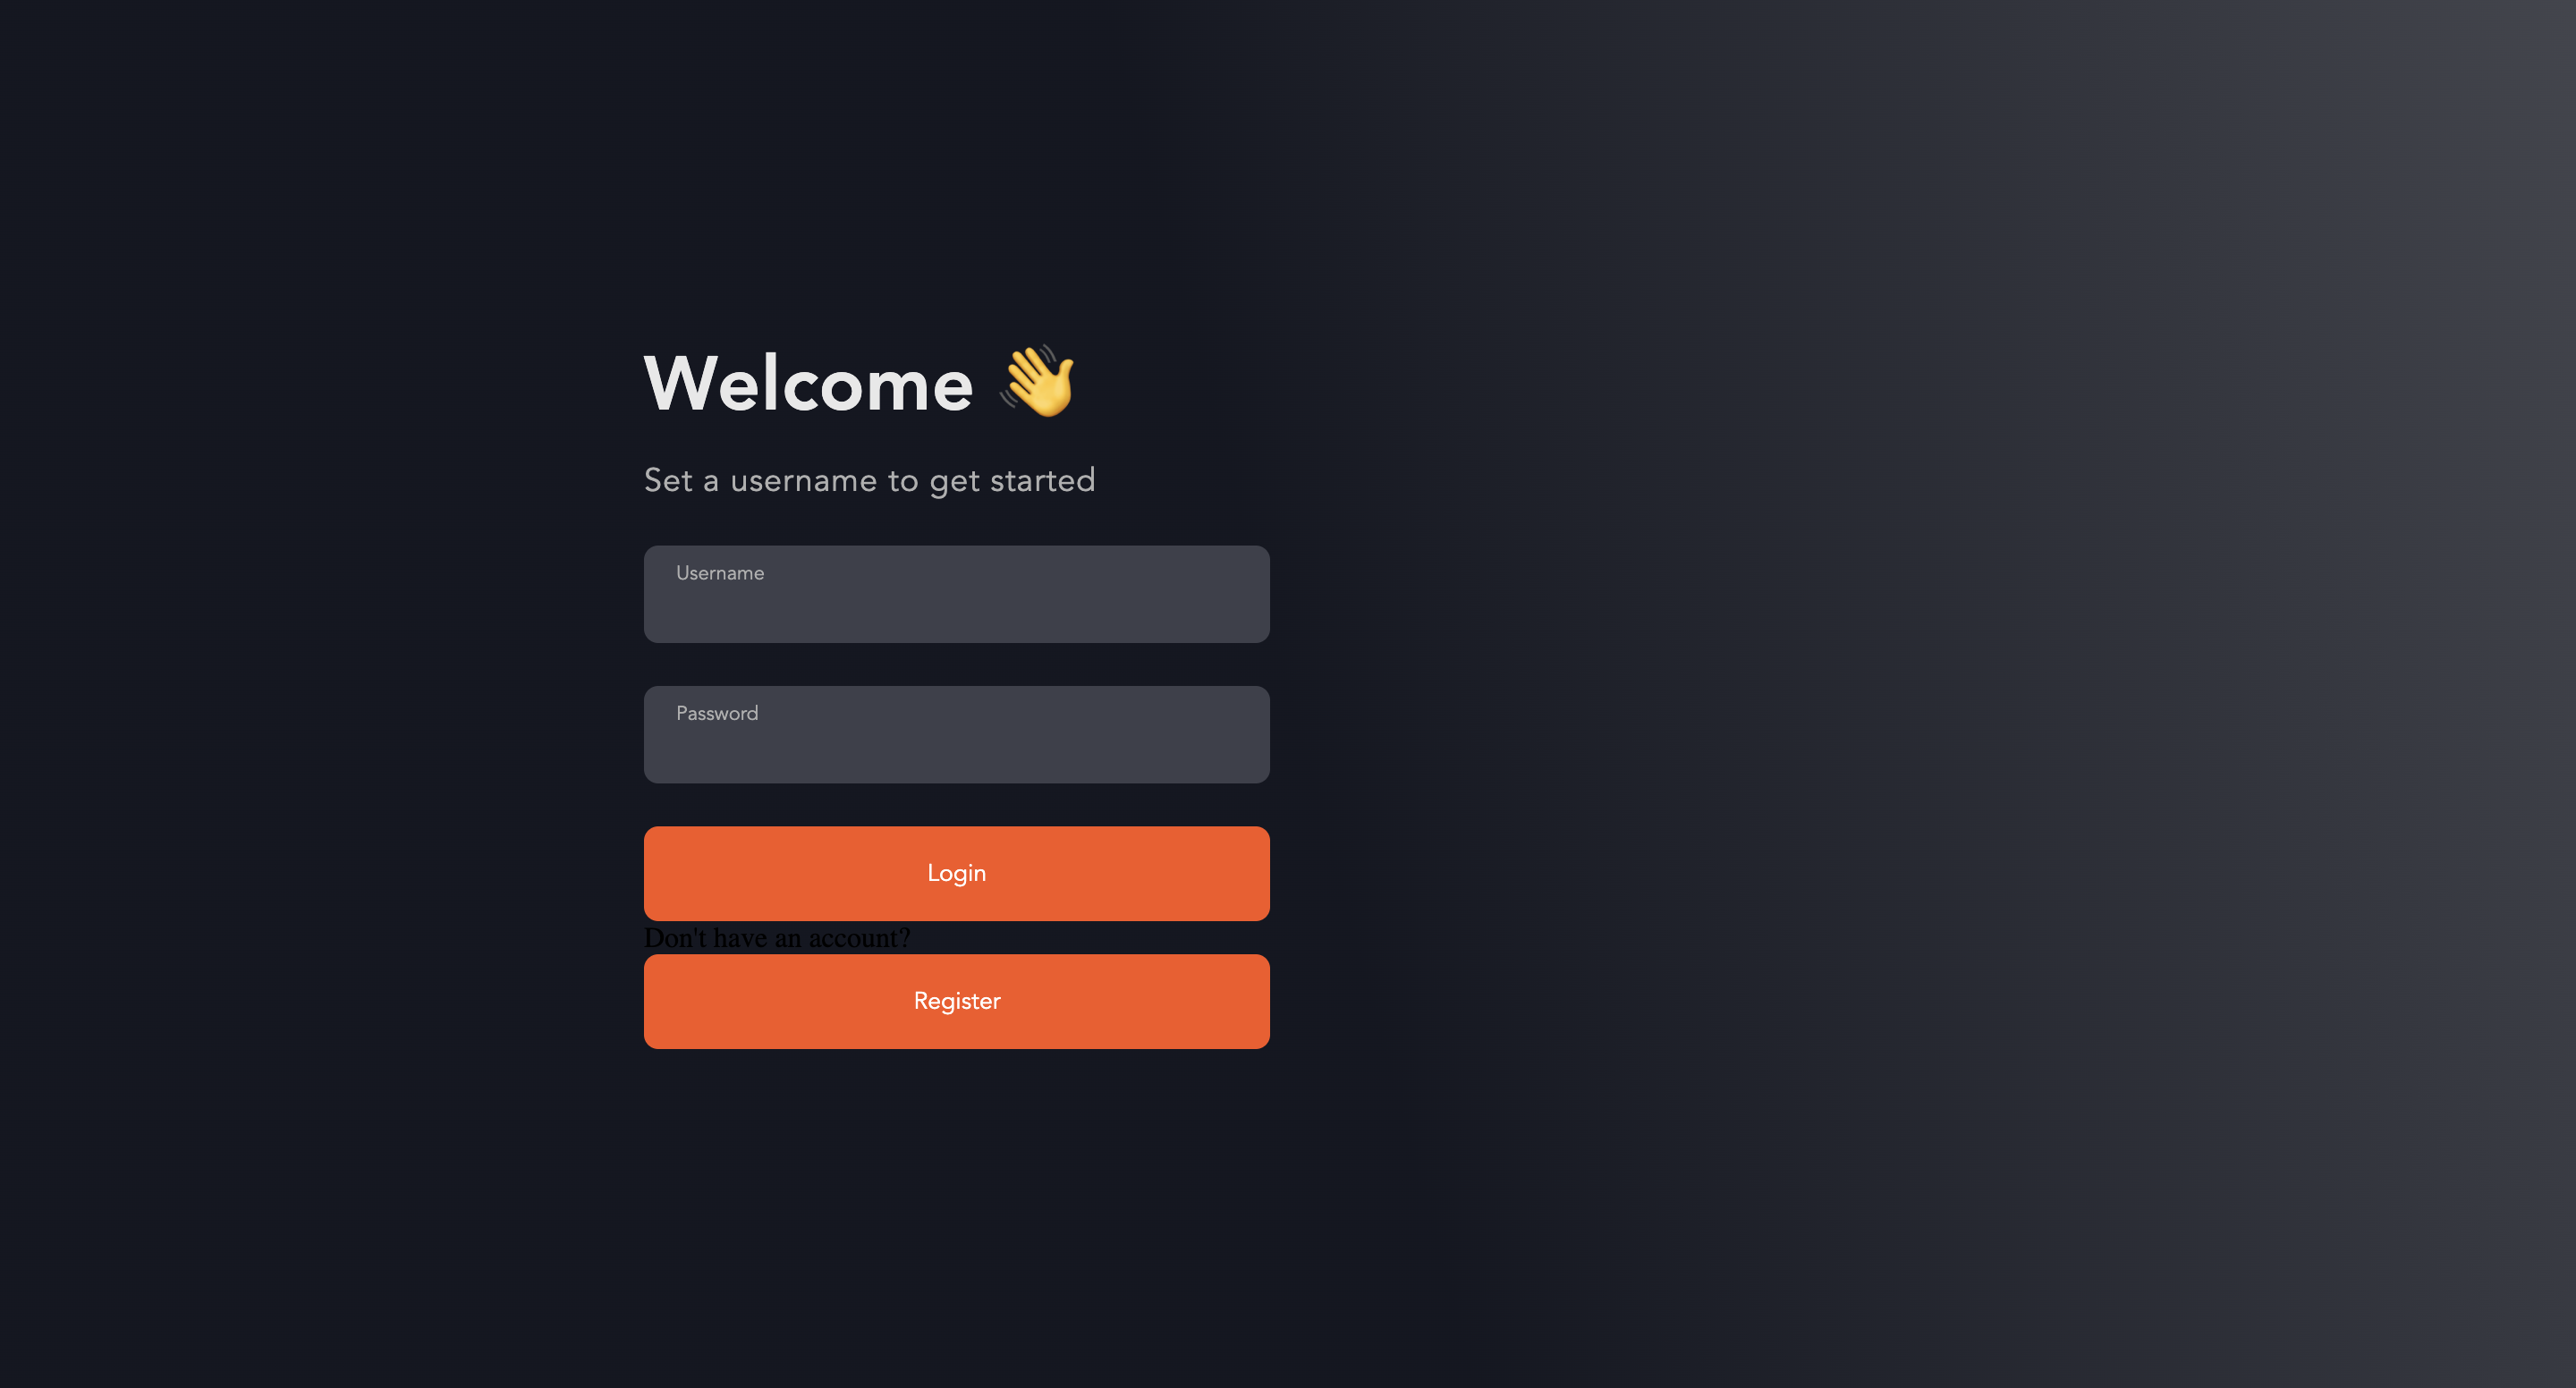 Welcome 👋
Set a username to get started
Username
Password
Login
Don't have an account?
Register